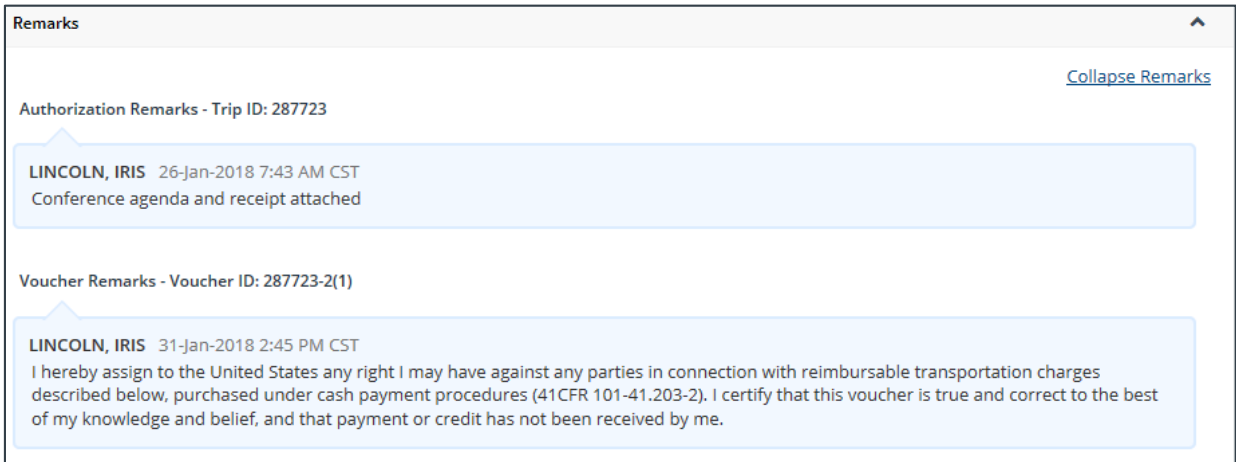 Remarks
Collapse Remarks
Authorization Remarks - Trip ID: 287723
LINCOLN, IRIS 26-Jan-2018 7:43 AM CST
Conference agenda and receipt attached
Voucher Remarks - Voucher ID: 287723-2(1)
LINCOLN, IRIS 31-Jan-2018 2:45 PM CST
I hereby assign to the United States any right I may have against any parties in connection with reimbursable transportation charges
described below, purchased under cash payment procedures (41CFR 101-41.203-2). I certify that this voucher is true and correct to the best
of my knowledge and belief, and that payment or credit has not been received by me.